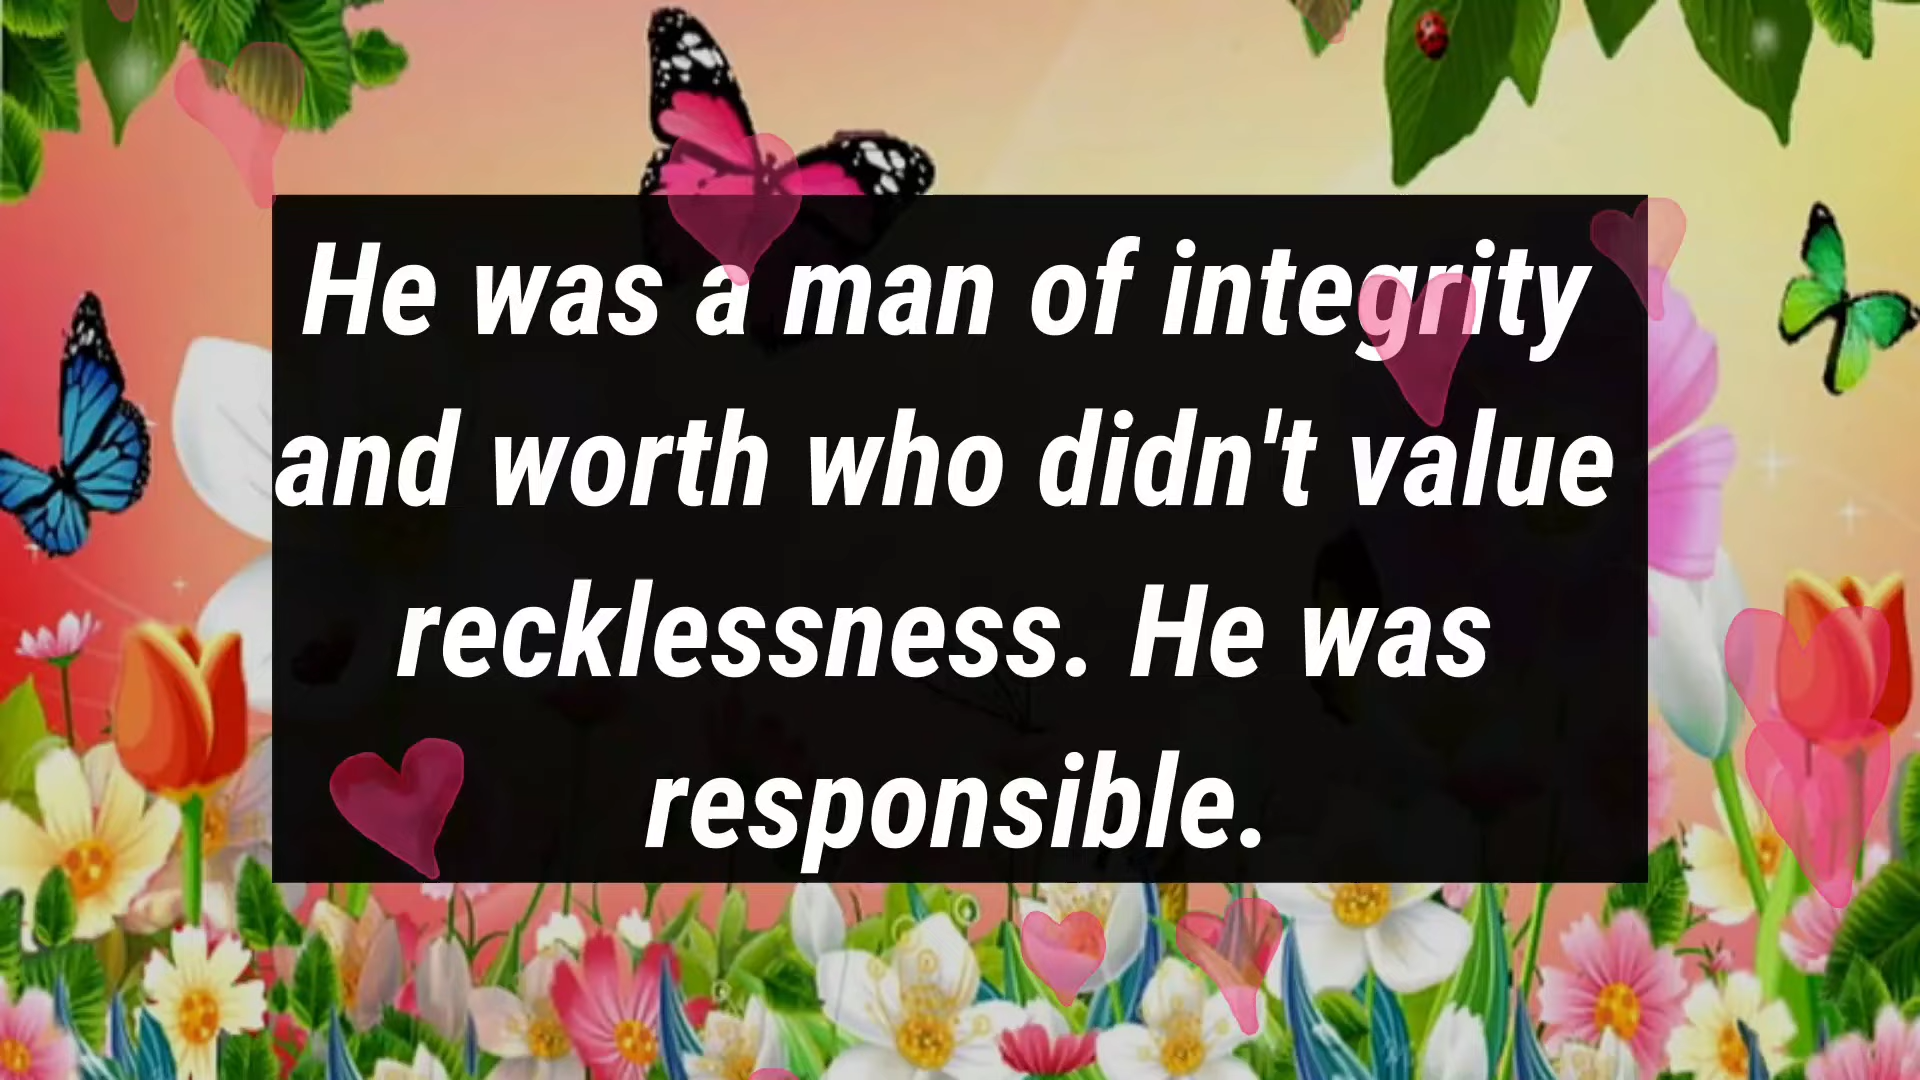 He was a man of integrity
and worth who didn't value
recklessness. He was
responsible.